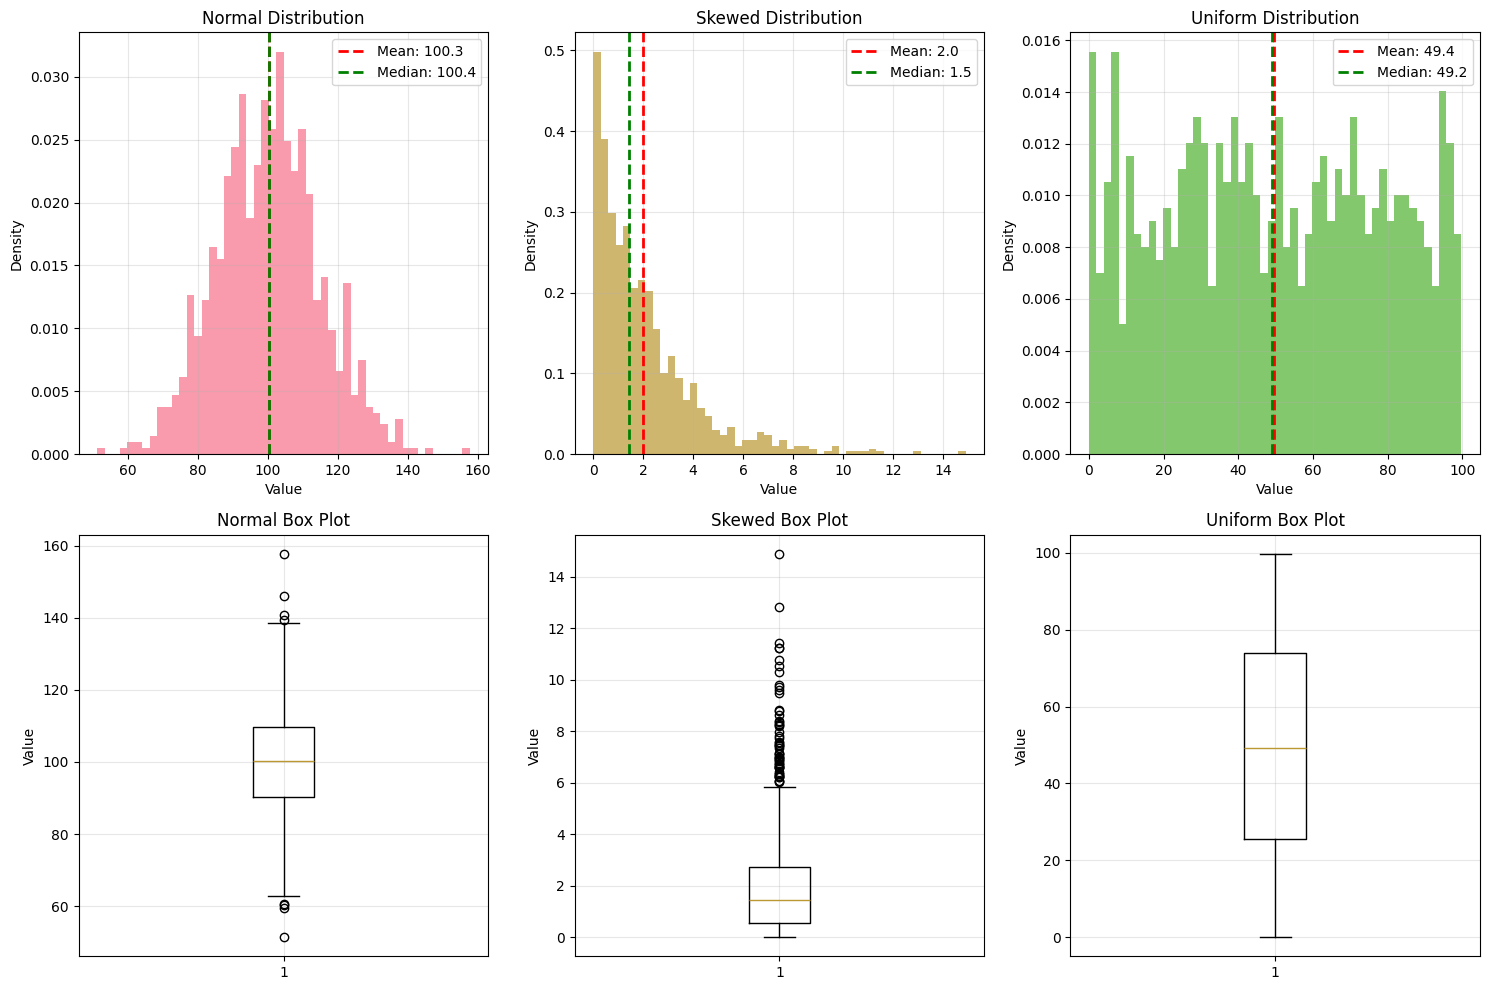 Normal Distribution
Mean: 100.3
Median: 100.4
0.030
0.025
0.020
0.015
0.010
0.005
0.000
Density
60 80 100 120 140 160
Value
Skewed Distribution
Mean: 2.0
Median: 1.5
0.5
0.4
0.3
0.2
0.1
0.0
Density
0 2 4 6 8 10 12 14
Value
Uniform Distribution
Mean: 49.4
Median: 49.2
0.016
0.014
0.012
0.010
0.008
0.006
0.004
0.002
0.000
Density
0 20 40 60 80 100
Value
Normal Box Plot
160
140
120
100
80
60
Value
1
Skewed Box Plot
14
12
10
8
6
4
2
0
Value
1
Uniform Box Plot
100
80
60
40
20
0
Value
1